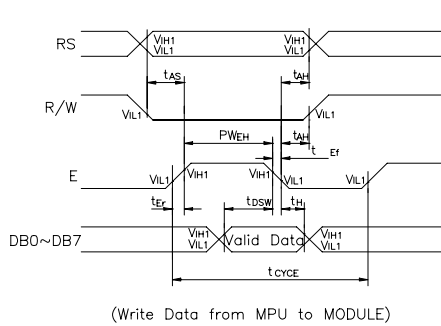 RS VIH1 VIL1 VIH1 VIL1
tAS tAH
R/W VIL1 VIL1
PWEH tAH
t Ef
E VIL1 VIH1 VIH1 VIL1 VIL1
tEr tDSW tH
DB0~DB7 VIH1 VIL1 Valid Data VIH1 VIL1
tCYCE
(Write Data from MPU to MODULE)